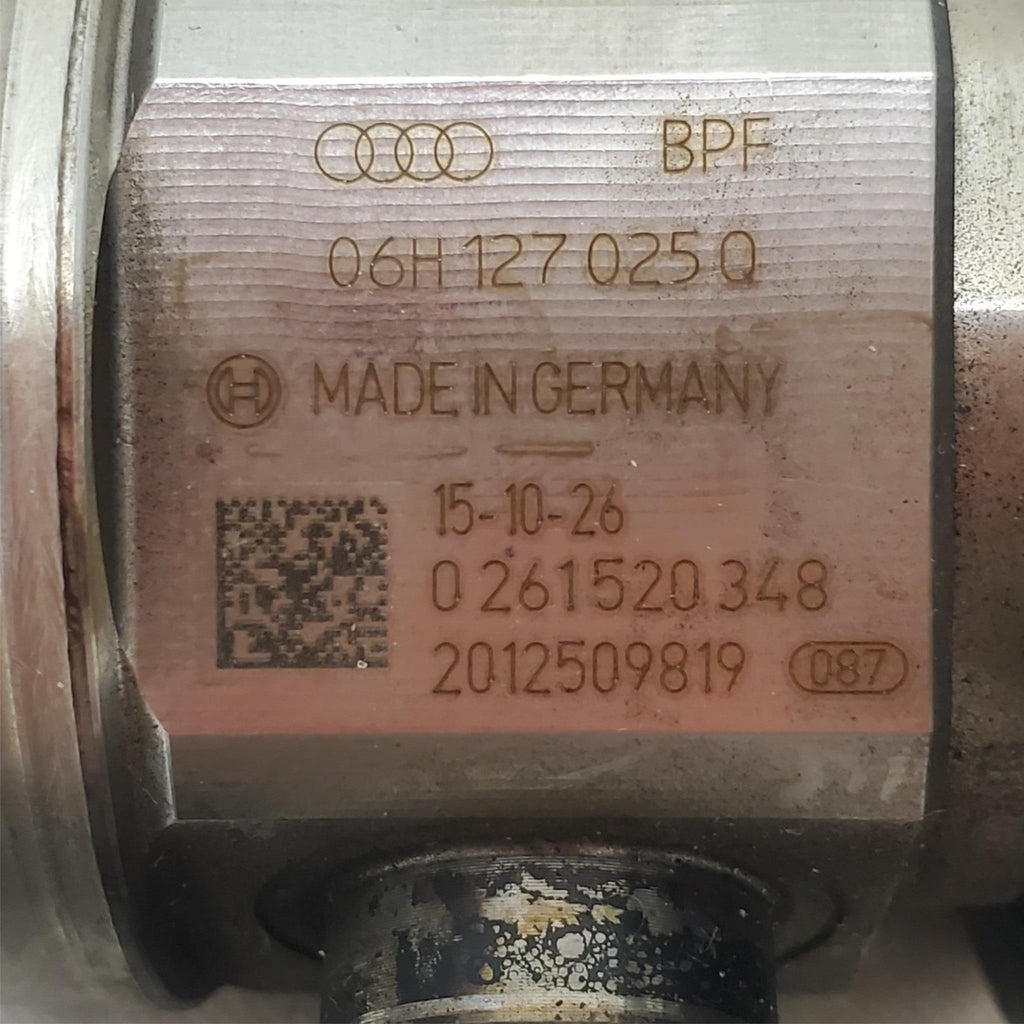 BPF
06H 127 025 Q
MADE IN GERMANY
15-10-26
0 261 520 348
2012509819 087